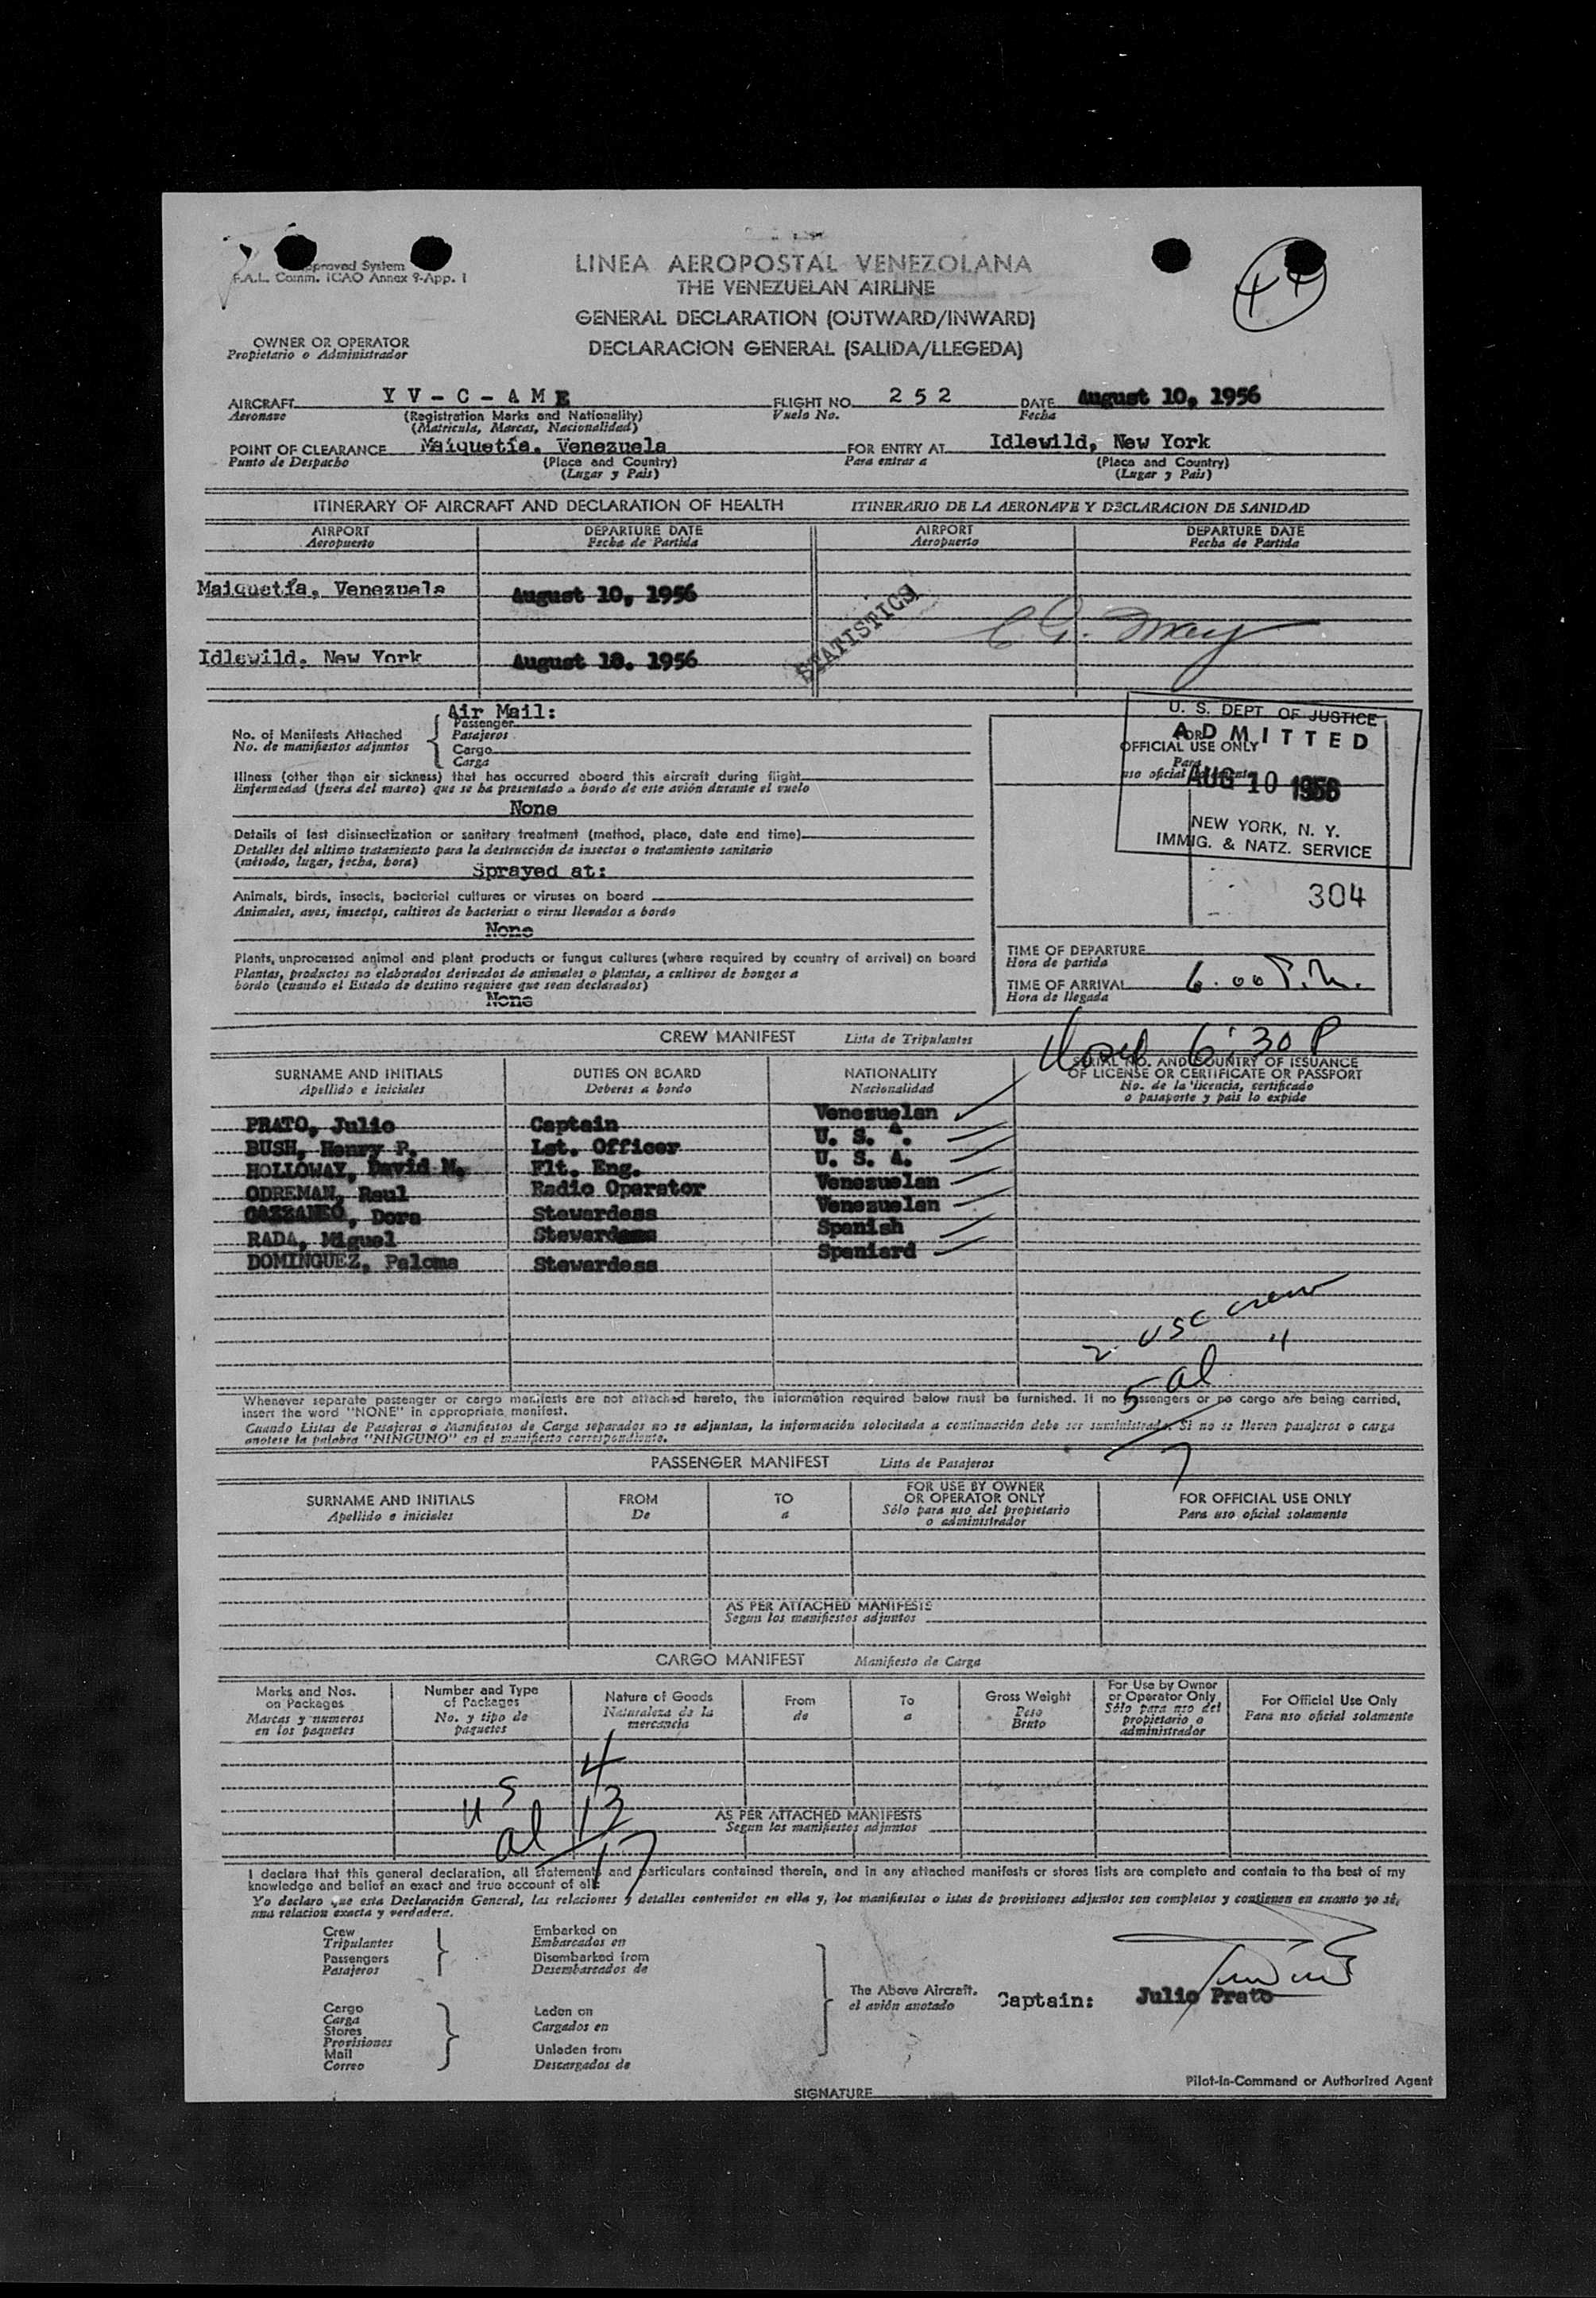 Approved System
F.A.L. Comm. ICAO Annex 9-App. 1
LINEA AEROPOSTAL VENEZOLANA
THE VENEZUELAN AIRLINE
GENERAL DECLARATION (OUTWARD/INWARD)
DECLARACION GENERAL (SALIDA/LLEGEDA)
44
OWNER OR OPERATOR
Propietario o Administrador
AIRCRAFT Y V - C - A M E FLIGHT NO. 2 5 2 DATE August 10, 1956
Aeronave (Registration Marks and Nationality) Vuelo No. Fecha
(Matricula, Marcas, Nacionalidad)
POINT OF CLEARANCE Maiquetía, Venezuela FOR ENTRY AT Idlewild, New York
Punto de Despacho (Place and Country) Para entrar a (Place and Country)
(Lugar y Pais) (Lugar y Pais)
ITINERARY OF AIRCRAFT AND DECLARATION OF HEALTH ITINERARIO DE LA AERONAVE Y DECLARACION DE SANIDAD
AIRPORT DEPARTURE DATE AIRPORT DEPARTURE DATE
Aeropuerto Fecha de Partida Aeropuerto Fecha de Partida
Maiquetía, Venezuela August 10, 1956
STATISTICS
Idlewild, New York August 10. 1956
Air Mail:
No. of Manifests Attached Passenger
No. de manifiestos adjuntos Pasajeros
Cargo
Carga
Illness (other than air sickness) that has occurred aboard this aircraft during flight
Enfermedad (fuera del mareo) que se ha presentado a bordo de este avión durante el vuelo
None
Details of last disinsectization or sanitary treatment (method, place, date and time)
Detalles del ultimo tratamiento para la destrucción de insectos o tratamiento sanitario
(método, lugar, fecha, hora)
Sprayed at:
Animals, birds, insects, bacterial cultures or viruses on board
Animales, aves, insectos, cultivos de bacterias o virus llevados a bordo
None
Plants, unprocessed animal and plant products or fungus cultures (where required by country of arrival) on board
Plantas, productos no elaborados derivados de animales o plantas, a cultivos de hongos a
bordo (cuando el Estado de destino requiere que sean declarados)
None
U. S. DEPT. OF JUSTICE
ADMITTED
FOR
OFFICIAL USE ONLY
Para
uso oficial solamente
AUG 10 1956
NEW YORK, N. Y.
IMMIG. & NATZ. SERVICE
304
TIME OF DEPARTURE
Hora de partida
TIME OF ARRIVAL 6.00 P.M.
Hora de llegada
Closed 6:30 P
CREW MANIFEST Lista de Tripulantes
SURNAME AND INITIALS DUTIES ON BOARD NATIONALITY SERIAL NO. AND COUNTRY OF ISSUANCE
OF LICENSE OR CERTIFICATE OR PASSPORT
Apellido e iniciales Deberes a bordo Nacionalidad No. de la licencia, certificado
o pasaporte y pais lo expide
PRATO, Julio Captain Venezuelan
BUSH, Henry P. 1st. Officer U. S. A.
HOLLOWAY, David M. Flt. Eng. U. S. A.
ODREMAN, Raul Radio Operator Venezuelan
Dora Stewardess Venezuelan
RADA, Miguel Steward Spanish
DOMINGUEZ, Paloma Stewardess Spaniard
2 USC crew
5 al "
7
Whenever separate passenger or cargo manifests are not attached hereto, the information required below must be furnished. If no passengers or no cargo are being carried,
insert the word "NONE" in appropriate manifest.
Cuando Listas de Pasajeros o Manifiestos de Carga separados no se adjuntan, la información solocitada a continuación debe ser suministrada. Si no se lleven pasajeros o carga
anotese la palabra "NINGUNO" en el manifiesto correspondiente.
PASSENGER MANIFEST Lista de Pasajeros
SURNAME AND INITIALS FROM TO FOR USE BY OWNER
OR OPERATOR ONLY FOR OFFICIAL USE ONLY
Apellido e iniciales De a Sólo para uso del propietario
o administrador Para uso oficial solamente
AS PER ATTACHED MANIFESTS
Segun los manifiestos adjuntos
CARGO MANIFEST Manifiesto de Carga
Marks and Nos.
on Packages
Marcas y numeros
en los paquetes
Number and Type
of Packages
No. y tipo de
paquetes
Nature of Goods
Naturaleza de la
mercancia
From
de
To
a
Gross Weight
Peso
Bruto
For Use by Owner
or Operator Only
Sólo para uso del
propietario o
administrador
For Official Use Only
Para uso oficial solamente
US 4
al 13
17
AS PER ATTACHED MANIFESTS
Segun los manifiestos adjuntos
I declare that this general declaration, all statements and particulars contained therein, and in any attached manifests or stores lists are complete and contain to the best of my
knowledge and belief an exact and true account of all:
Yo declaro que esta Declaración General, las relaciones y detalles contenidos en ella y, los manifiestos o istas de provisiones adjuntos son completos y contienen en cuanto yo sé,
una relacion exacta y verdadera.
Crew
Tripulantes
Passengers
Pasajeros
Embarked on
Embarcados en
Disembarked from
Desembarcados de
Cargo
Carga
Stores
Provisiones
Mail
Correo
Laden on
Cargados en
Unladen from
Descargados de
The Above Aircraft.
el avión anotado
Captain: Julio Prato
Pilot-in-Command or Authorized Agent
SIGNATURE